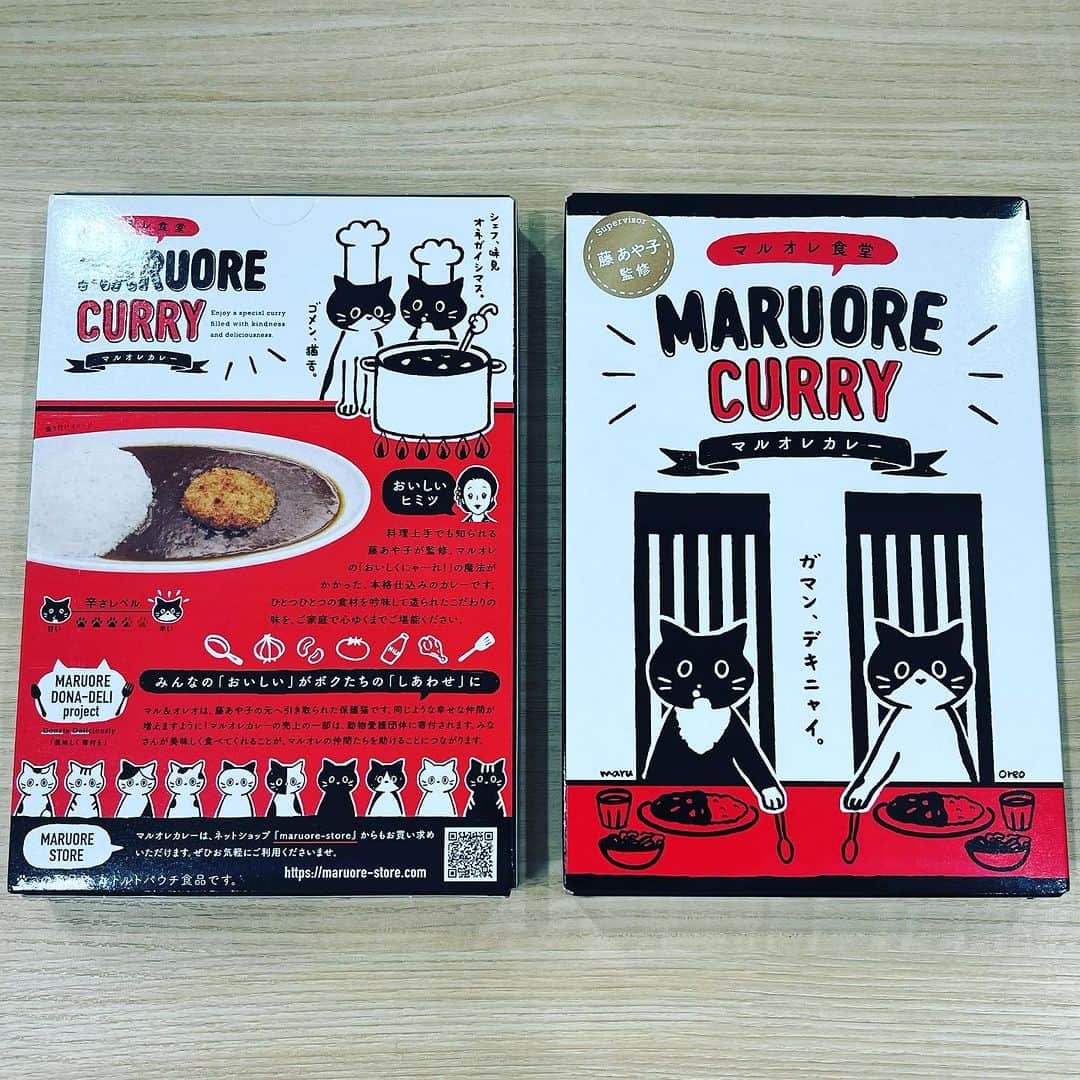 レ食堂
MARUORE
CURRY
マルオレカレー
Enjoy a special curry
filled with kindness
and deliciousness.
シェフ、味見
オネガイシマス。
ゴメン、猫舌。
おいしい
ヒミツ
料理上手でも知られる
藤あや子が監修、マルオレ
の「おいしくにゃーれ!」の魔法が
かかった、本格仕込みのカレーです。
ひとつひとつの食材を吟味して造られたこだわりの
味を、ご家庭で心ゆくまでご堪能ください。
辛さレベル
甘い
辛い
MILK
MARUORE
DONA-DELI
project
Donate Deliciously
「美味しく寄付を」
みんなの「おいしい」がボクたちの「しあわせ」に
マル&オレオは、藤あや子の元へ引き取られた保護猫です。同じような幸せな仲間が
増えますように「マルオレカレーの売上の一部は、動物愛護団体に寄付されます。みな
さんが美味しく食べてくれることが、マルオレの仲間たちを助けることにつながります。
MARUORE
STORE
マルオレカレーは、ネットショップ「maruore-store」からもお買い求め
いただけます。ぜひお気軽にご利用くださいませ。
https://maruore-store.com
トルトパウチ食品です。
Supervisor
藤 あや子
監修
マルオレ食堂
MARUORE
CURRY
マルオレカレー
ガマン、デキニャイ。
maru
oreo